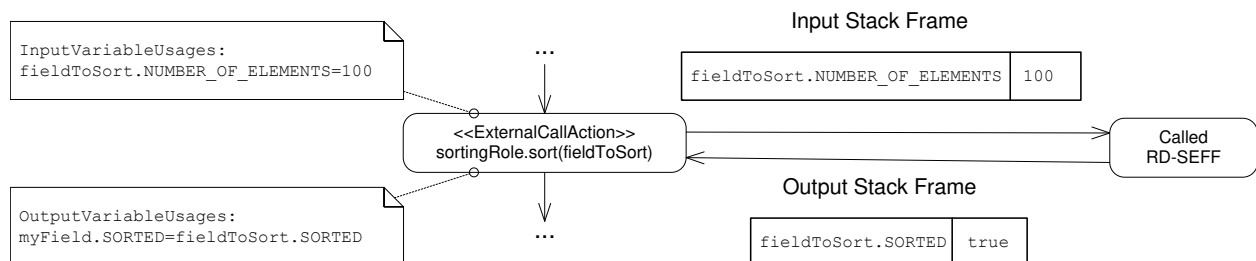 Input Stack Frame
InputVariableUsages:
fieldToSort.NUMBER_OF_ELEMENTS=100
...
fieldToSort.NUMBER_OF_ELEMENTS 100
<<ExternalCallAction>>
sortingRole.sort(fieldToSort)
Called
RD-SEFF
Output Stack Frame
OutputVariableUsages:
myField.SORTED=fieldToSort.SORTED
...
fieldToSort.SORTED true